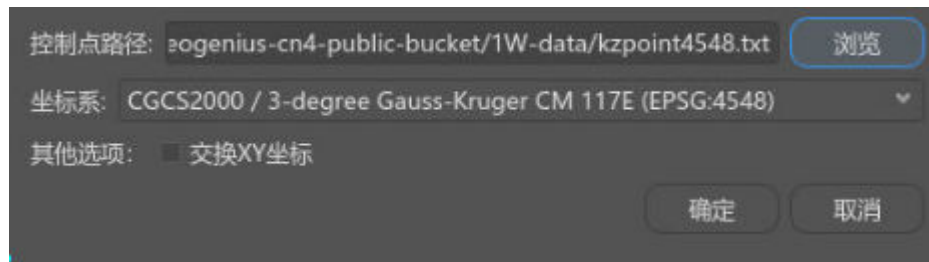 控制点路径: eogenius-cn4-public-bucket/1W-data/kzpoint4548.txt 浏览
坐标系: CGCS2000 / 3-degree Gauss-Kruger CM 117E (EPSG:4548)
其他选项: 交换XY坐标
确定 取消